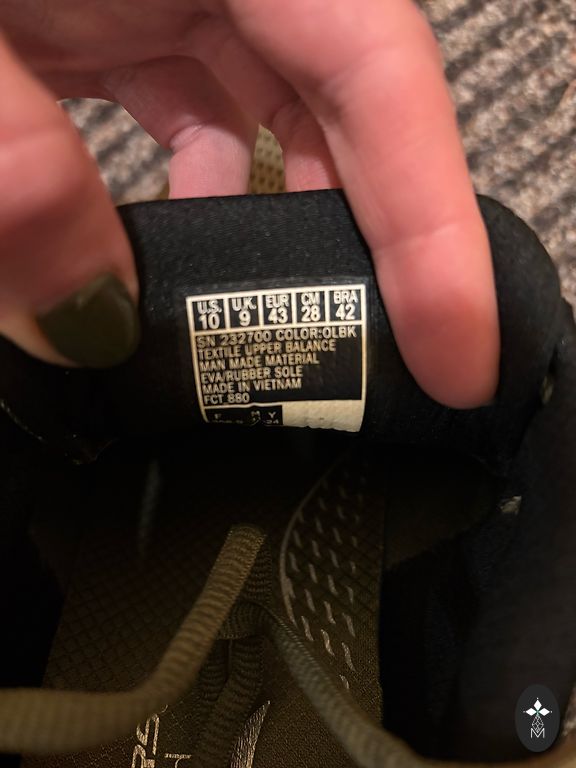 U.S. U.K. EUR CM BRA
10 9 43 28 42
SN 232700 COLOR:OLBK
TEXTILE UPPER BALANCE
MAN MADE MATERIAL
EVA/RUBBER SOLE
MADE IN VIETNAM
FCT 880
F M Y
M